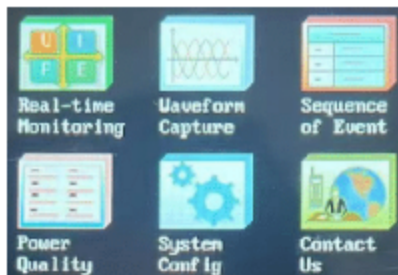 U I
F E
Real-time Waveform Sequence
Monitoring Capture of Event
Power System Contact
Quality Config Us